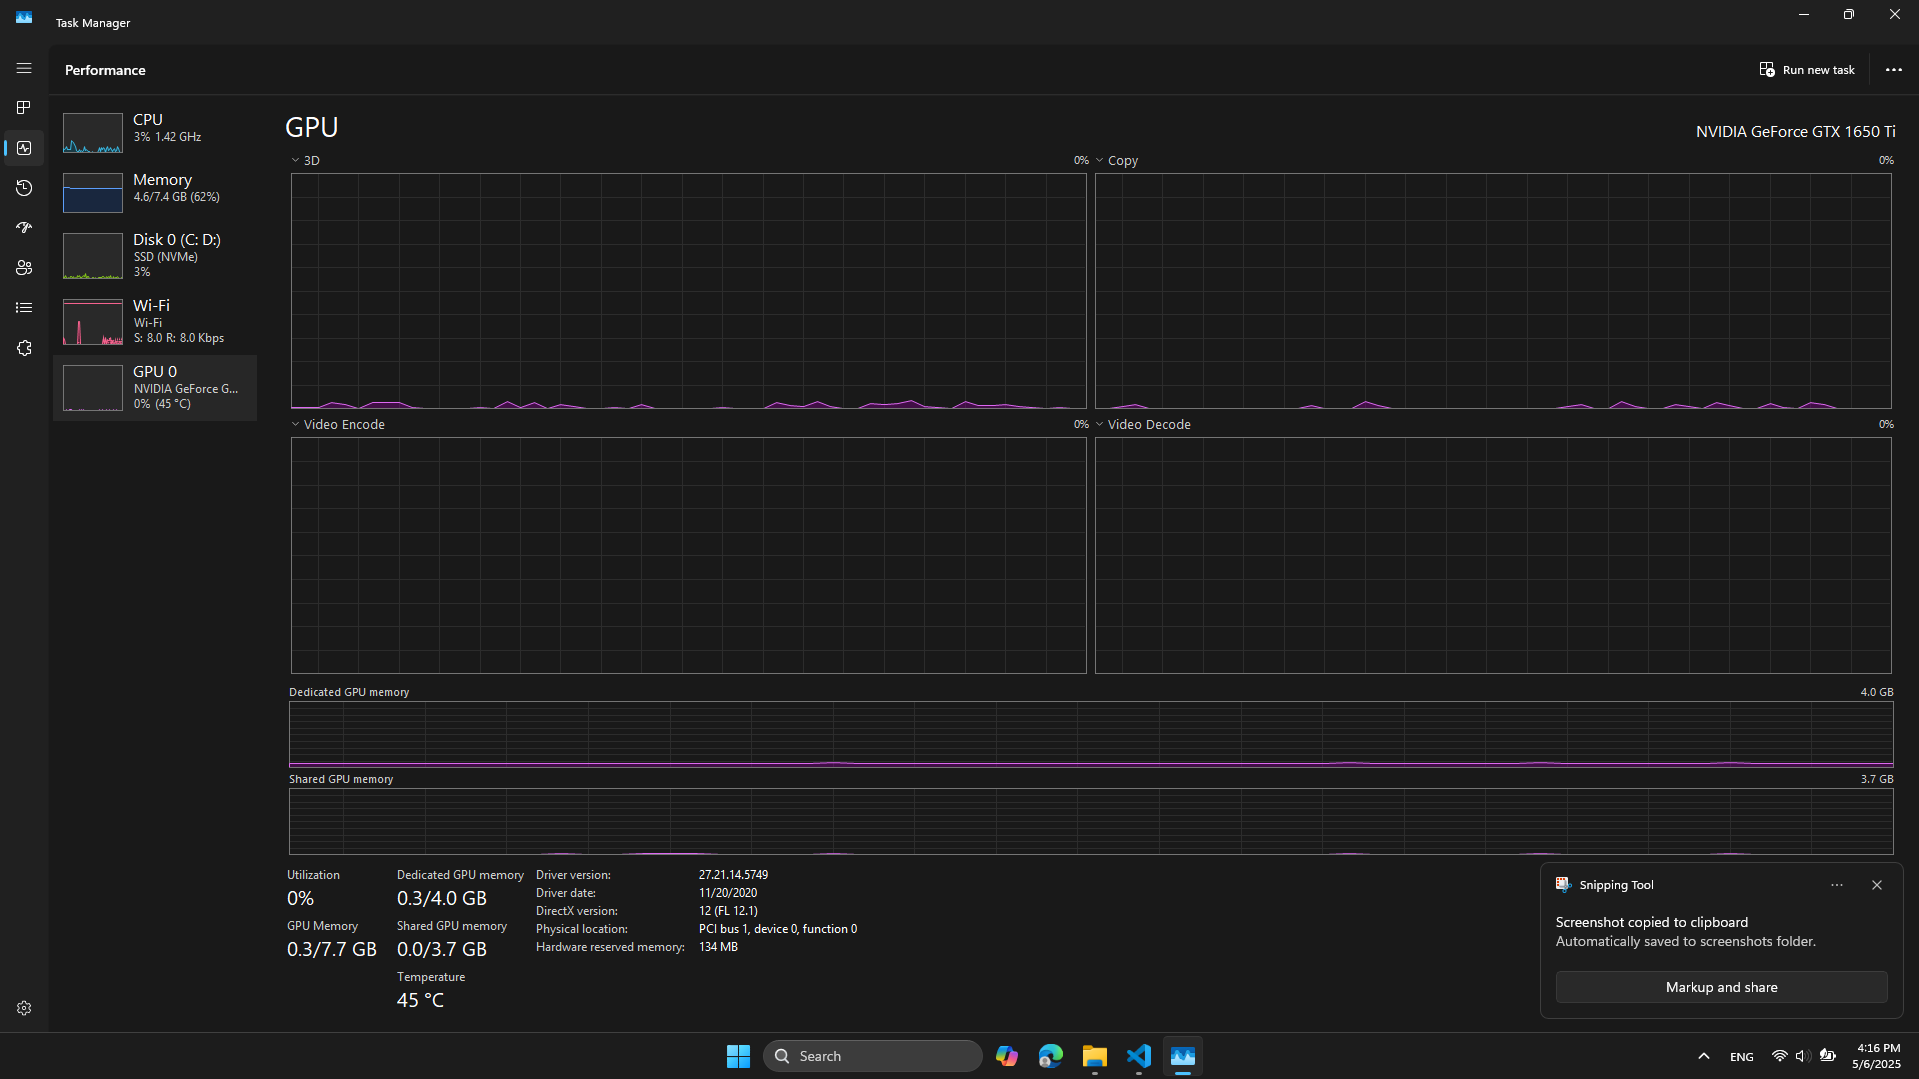 Task Manager
Performance
Run new task
CPU
3% 1.42 GHz
Memory
4.6/7.4 GB (62%)
Disk 0 (C: D:)
SSD (NVMe)
3%
Wi-Fi
Wi-Fi
S: 8.0 R: 8.0 Kbps
GPU 0
NVIDIA GeForce G...
0% (45 °C)
GPU
NVIDIA GeForce GTX 1650 Ti
3D 0%
Copy 0%
Video Encode 0%
Video Decode 0%
Dedicated GPU memory 4.0 GB
Shared GPU memory 3.7 GB
Utilization
0%
GPU Memory
0.3/7.7 GB
Dedicated GPU memory
0.3/4.0 GB
Shared GPU memory
0.0/3.7 GB
Temperature
45 °C
Driver version: 27.21.14.5749
Driver date: 11/20/2020
DirectX version: 12 (FL 12.1)
Physical location: PCI bus 1, device 0, function 0
Hardware reserved memory: 134 MB
Snipping Tool
Screenshot copied to clipboard
Automatically saved to screenshots folder.
Markup and share
Search
ENG
4:16 PM
5/6/2025